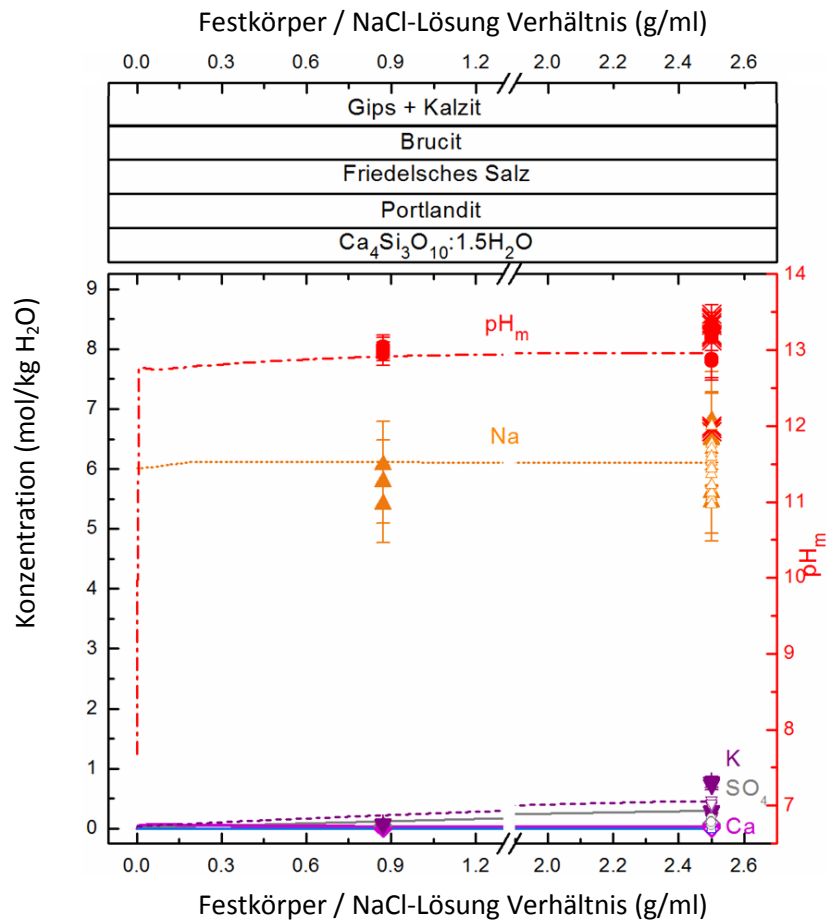 Festkörper / NaCl-Lösung Verhältnis (g/ml)
0.0 0.3 0.6 0.9 1.2 2.0 2.2 2.4 2.6
Gips + Kalzit
Brucit
Friedelsches Salz
Portlandit
Ca₄Si₃O₁₀:1.5H₂O
Konzentration (mol/kg H₂O)
9
8
7
6
5
4
3
2
1
0
14
13
12
11
10
9
8
7
pHₘ
pHₘ
Na
K
SO₄
Ca
0.0 0.3 0.6 0.9 1.2 2.0 2.2 2.4 2.6
Festkörper / NaCl-Lösung Verhältnis (g/ml)